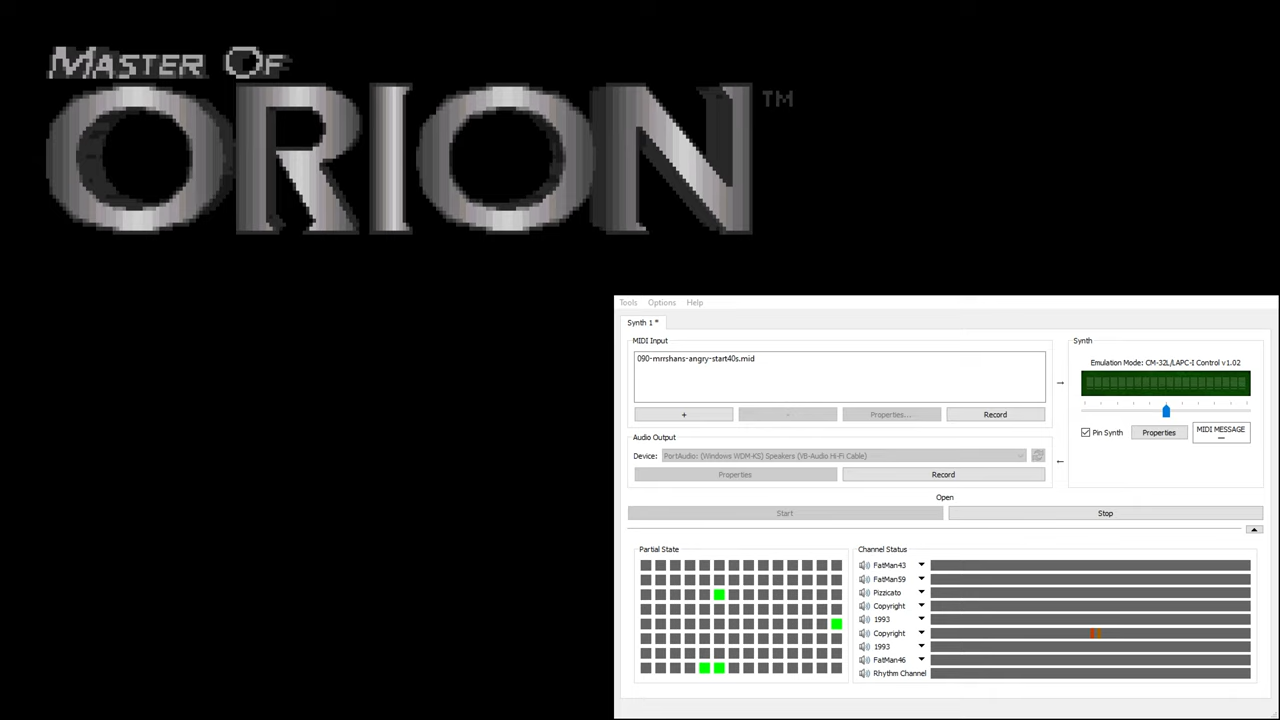 MASTER OF
ORION™
Tools Options Help
Synth 1 *
MIDI Input
090-mrrshans-angry-start40s.mid
+ - Properties... Record
Audio Output
Device: PortAudio: (Windows WDM-KS) Speakers (VB-Audio Hi-Fi Cable)
Properties Record
Synth
Emulation Mode: CM-32L/LAPC-I Control v1.02
Pin Synth Properties MIDI MESSAGE
Open
Start Stop
Partial State
Channel Status
FatMan43
FatMan59
Pizzicato
Copyright
1993
Copyright
1993
FatMan46
Rhythm Channel